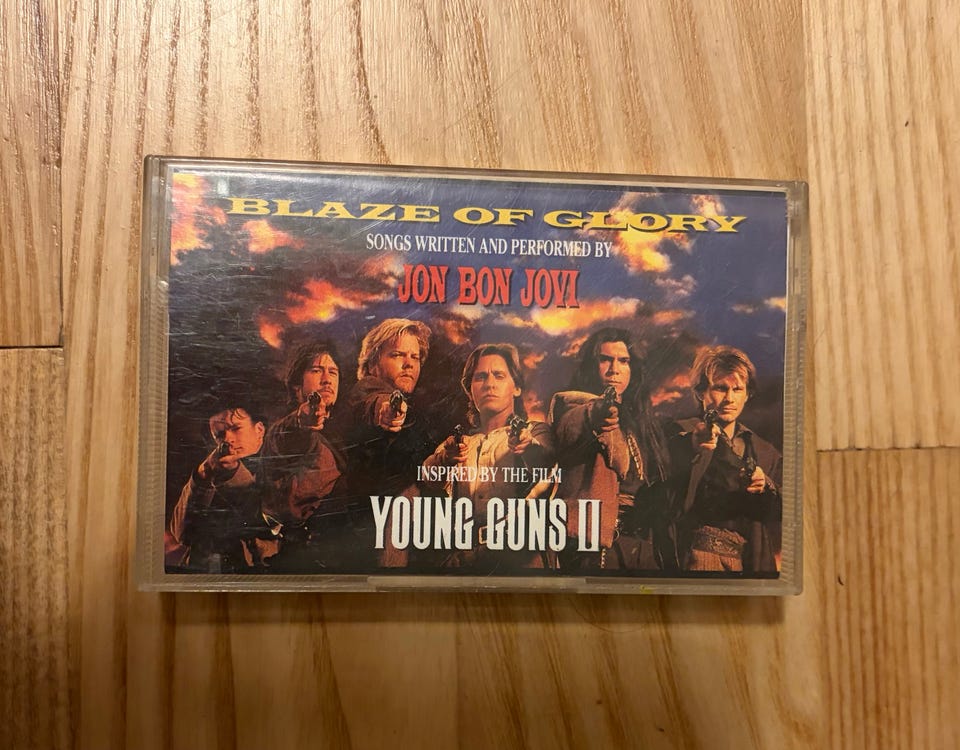 BLAZE OF GLORY
SONGS WRITTEN AND PERFORMED BY
JON BON JOVI
INSPIRED BY THE FILM
YOUNG GUNS II